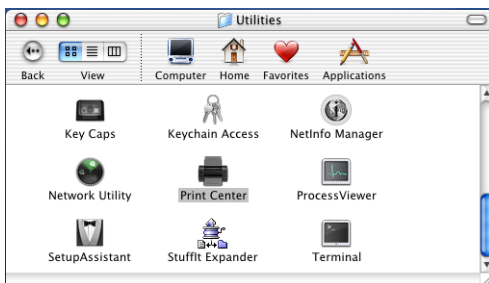 Utilities
Back View Computer Home Favorites Applications
Key Caps Keychain Access NetInfo Manager
Network Utility Print Center ProcessViewer
SetupAssistant StuffIt Expander Terminal